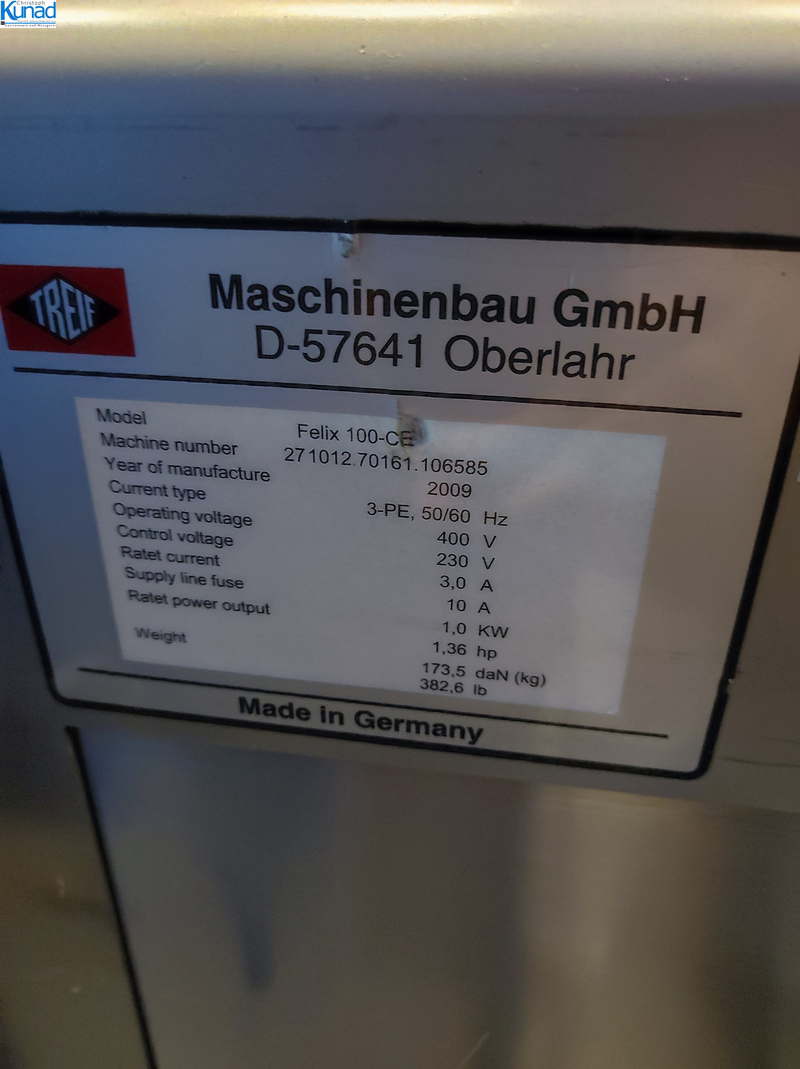 Christoph
Kunad
TREIF
Maschinenbau GmbH
D-57641 Oberlahr
Model Felix 100-CE
Machine number 271012.70161.106585
Year of manufacture 2009
Current type 3-PE, 50/60 Hz
Operating voltage 400 V
Control voltage 230 V
Ratet current 3,0 A
Supply line fuse 10 A
Ratet power output 1,0 KW
1,36 hp
Weight 173,5 daN (kg)
382,6 lb
Made in Germany